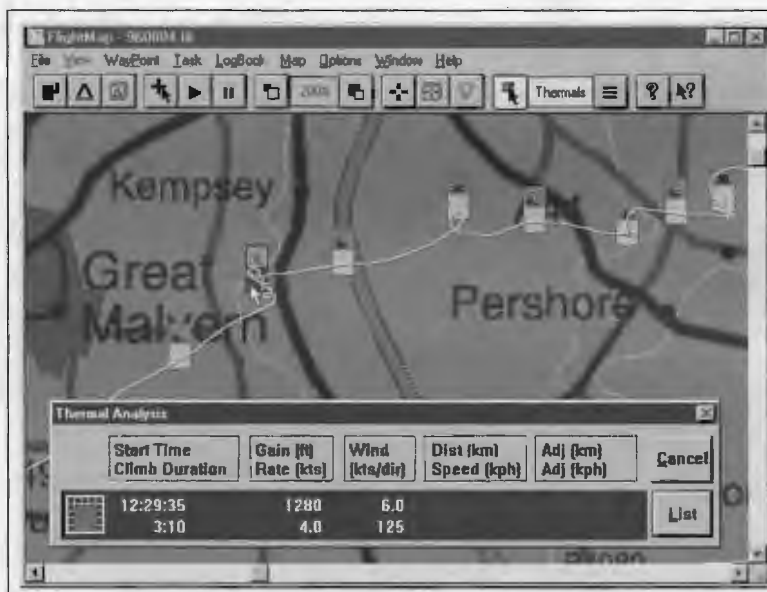 FlightMap -
File View WayPoint Task LogBook Map Options Window Help
200% Thermals
Kempsey
Great
Malvern
Pershore
Thermal Analysis
Start Time Gain (ft) Wind Dist (km) Adj (km) Cancel
Climb Duration Rate (kts) (kts/dir) Speed (kph) Adj (kph)
12:29:35 1280 6.0 List
3:10 4.0 125